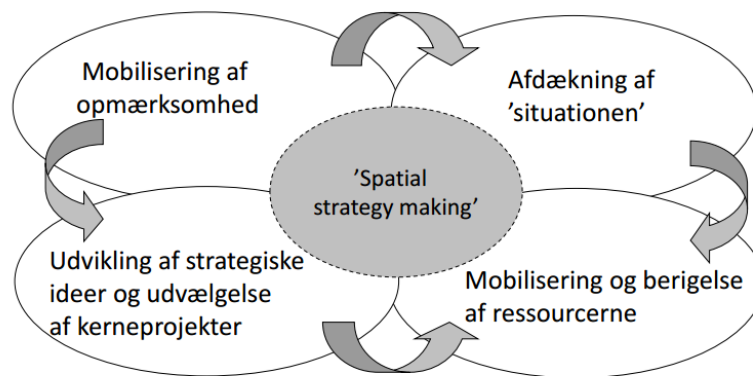 Mobilisering af
opmærksomhed
Afdækning af
’situationen’
’Spatial
strategy making’
Udvikling af strategiske
ideer og udvælgelse
af kerneprojekter
Mobilisering og berigelse
af ressourcerne